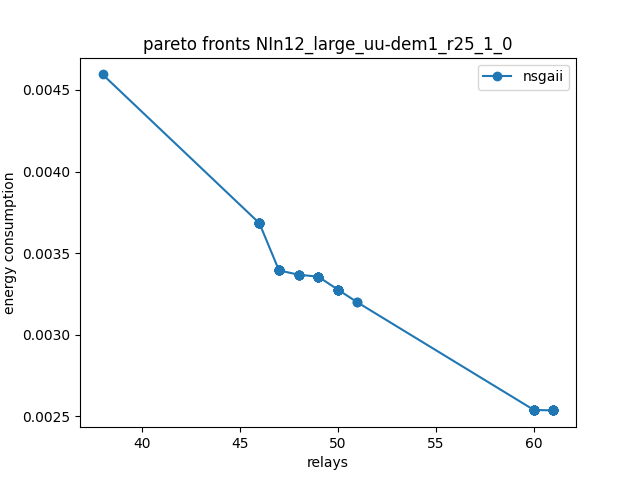 pareto fronts NIn12_large_uu-dem1_r25_1_0
nsgaii
energy consumption
0.0045
0.0040
0.0035
0.0030
0.0025
40 45 50 55 60
relays